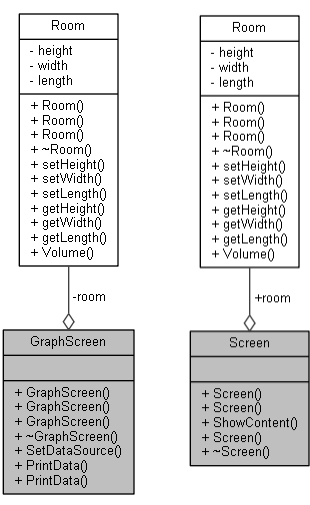 Room
- height
- width
- length
+ Room()
+ Room()
+ Room()
+ ~Room()
+ setHeight()
+ setWidth()
+ setLength()
+ getHeight()
+ getWidth()
+ getLength()
+ Volume()
-room
GraphScreen
+ GraphScreen()
+ GraphScreen()
+ GraphScreen()
+ ~GraphScreen()
+ SetDataSource()
+ PrintData()
+ PrintData()
Room
- height
- width
- length
+ Room()
+ Room()
+ Room()
+ ~Room()
+ setHeight()
+ setWidth()
+ setLength()
+ getHeight()
+ getWidth()
+ getLength()
+ Volume()
+room
Screen
+ Screen()
+ Screen()
+ ShowContent()
+ Screen()
+ ~Screen()